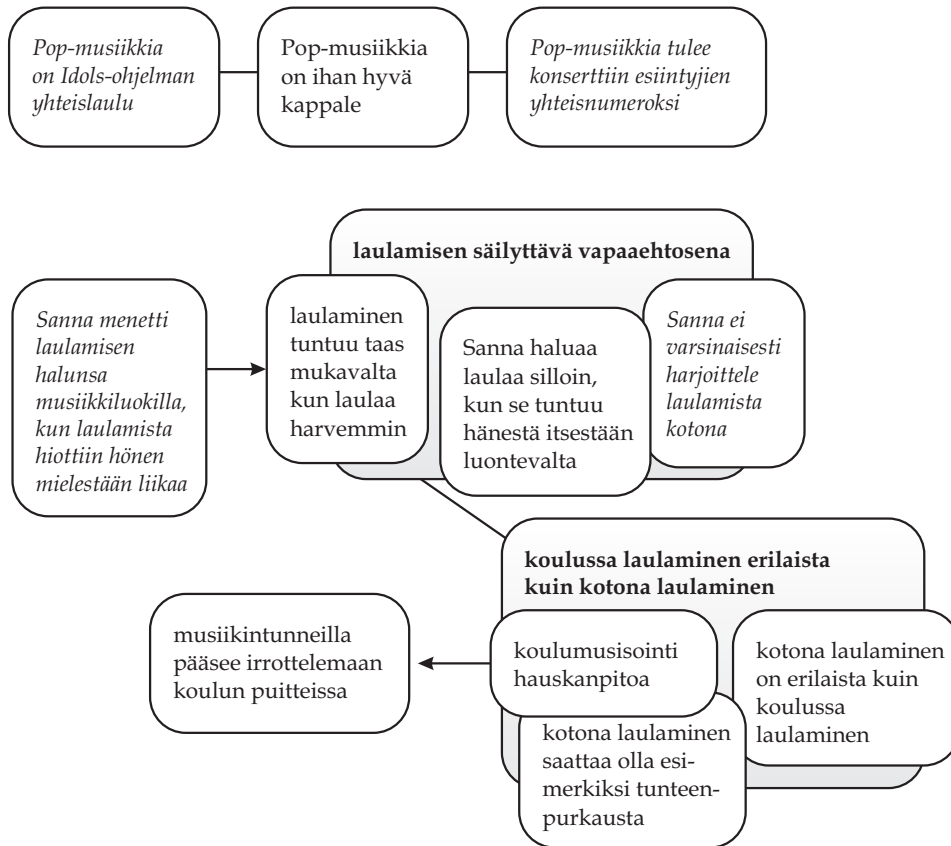 Pop-musiikkia
on Idols-ohjelman
yhteislaulu
Pop-musiikkia
on ihan hyvä
kappale
Pop-musiikkia tulee
konserttiin esiintyjien
yhteisnumeroksi
laulamisen säilyttävä vapaaehtosena
Sanna menetti
laulamisen
halunsa
musiikkiluokilla,
kun laulamista
hiottiin hönen
mielestään liikaa
laulaminen
tuntuu taas
mukavalta
kun laulaa
harvemmin
Sanna haluaa
laulaa silloin,
kun se tuntuu
hänestä itsestään
luontevalta
Sanna ei
varsinaisesti
harjoittele
laulamista
kotona
koulussa laulaminen erilaista
kuin kotona laulaminen
musiikintunneilla
pääsee irrottelemaan
koulun puitteissa
koulumusisointi
hauskanpitoa
kotona laulaminen
on erilaista kuin
koulussa
laulaminen
kotona laulaminen
saattaa olla esi-
merkiksi tunteen-
purkausta